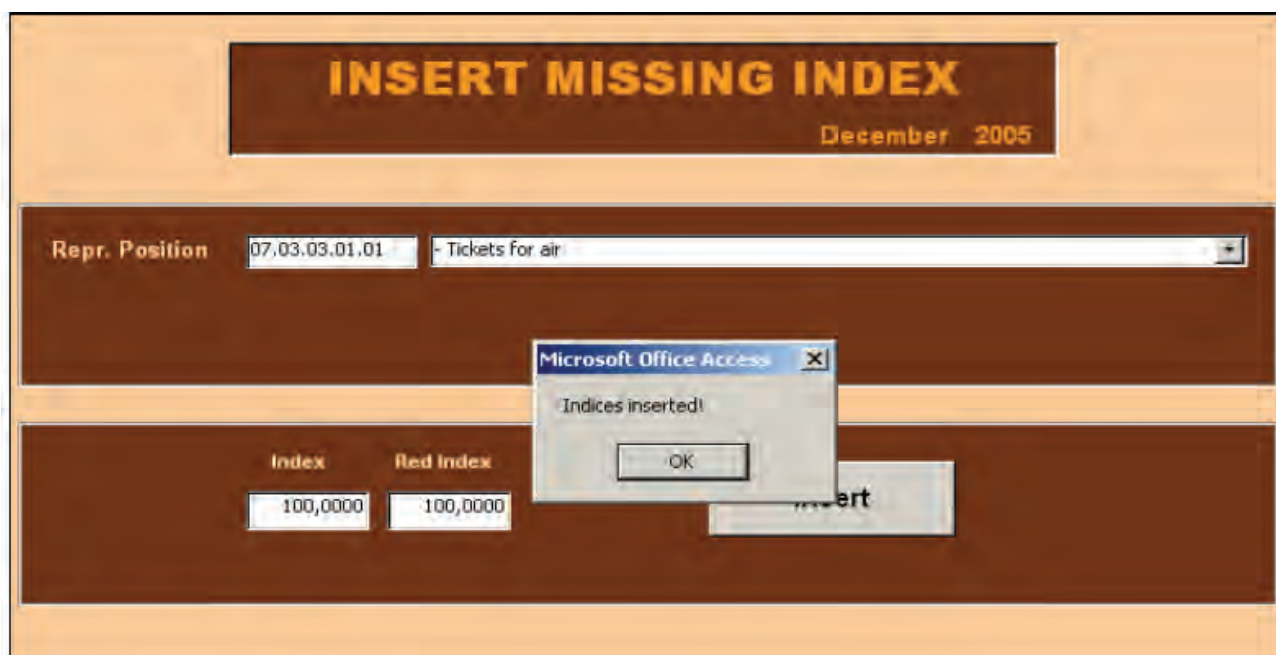 INSERT MISSING INDEX
December 2005
Repr. Position 07.03.03.01.01 - Tickets for air
Microsoft Office Access
Indices inserted!
OK
Index Red Index
100,0000 100,0000